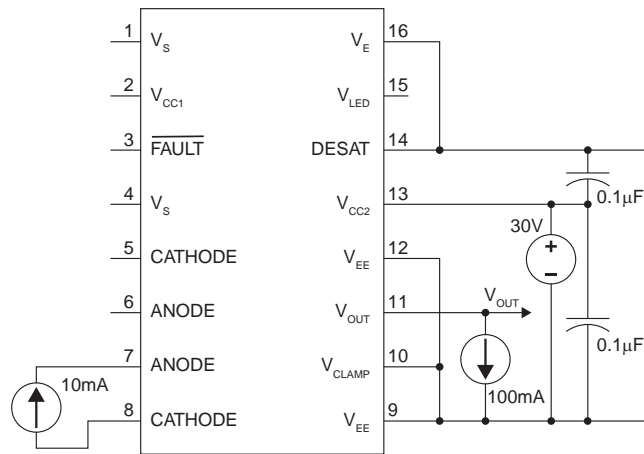 1 V_S V_E 16
2 V_CC1 V_LED 15
3 FAULT DESAT 14
4 V_S V_CC2 13
0.1μF
30V
5 CATHODE V_EE 12
6 ANODE V_OUT 11 V_OUT
0.1μF
7 ANODE V_CLAMP 10
10mA
100mA
8 CATHODE V_EE 9